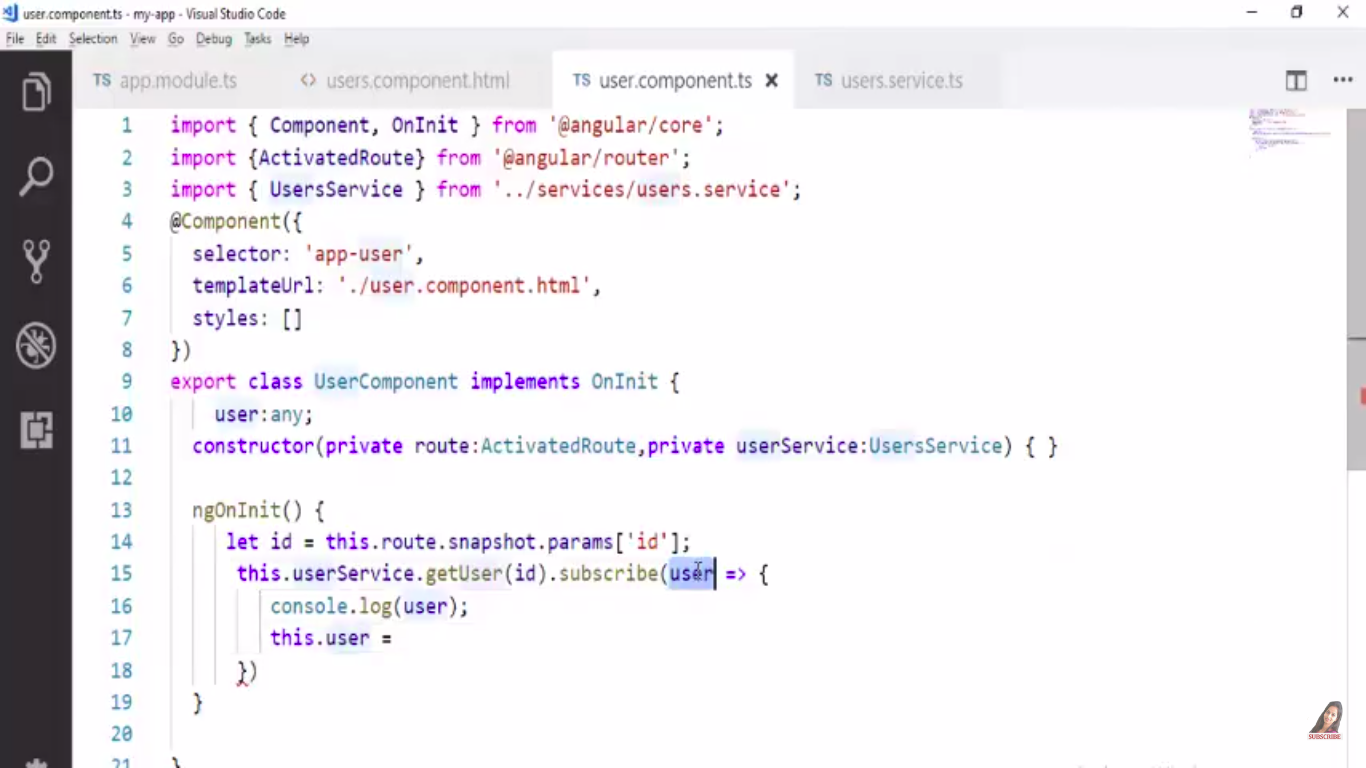 user.component.ts - my-app - Visual Studio Code
File Edit Selection View Go Debug Tasks Help
TS app.module.ts <> users.component.html TS user.component.ts × TS users.service.ts
1 import { Component, OnInit } from '@angular/core';
2 import {ActivatedRoute} from '@angular/router';
3 import { UsersService } from '../services/users.service';
4 @Component({
5 selector: 'app-user',
6 templateUrl: './user.component.html',
7 styles: []
8 })
9 export class UserComponent implements OnInit {
10 user:any;
11 constructor(private route:ActivatedRoute,private userService:UsersService) { }
12
13 ngOnInit() {
14 let id = this.route.snapshot.params['id'];
15 this.userService.getUser(id).subscribe(user => {
16 console.log(user);
17 this.user =
18 })
19 }
20
21 }
SUBSCRIBE